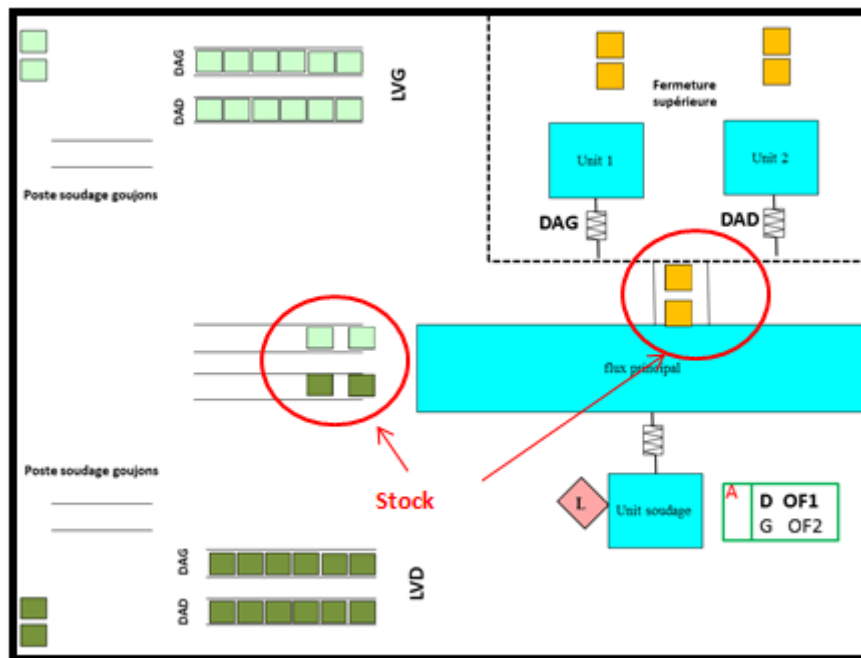 DAG
DAD
LVG
Fermeture
supérieure
Unit 1
Unit 2
DAG
DAD
Poste soudage goujons
flux principal
Poste soudage goujons
Stock
L
Unit soudage
A
D OF1
G OF2
DAG
DAD
LVD